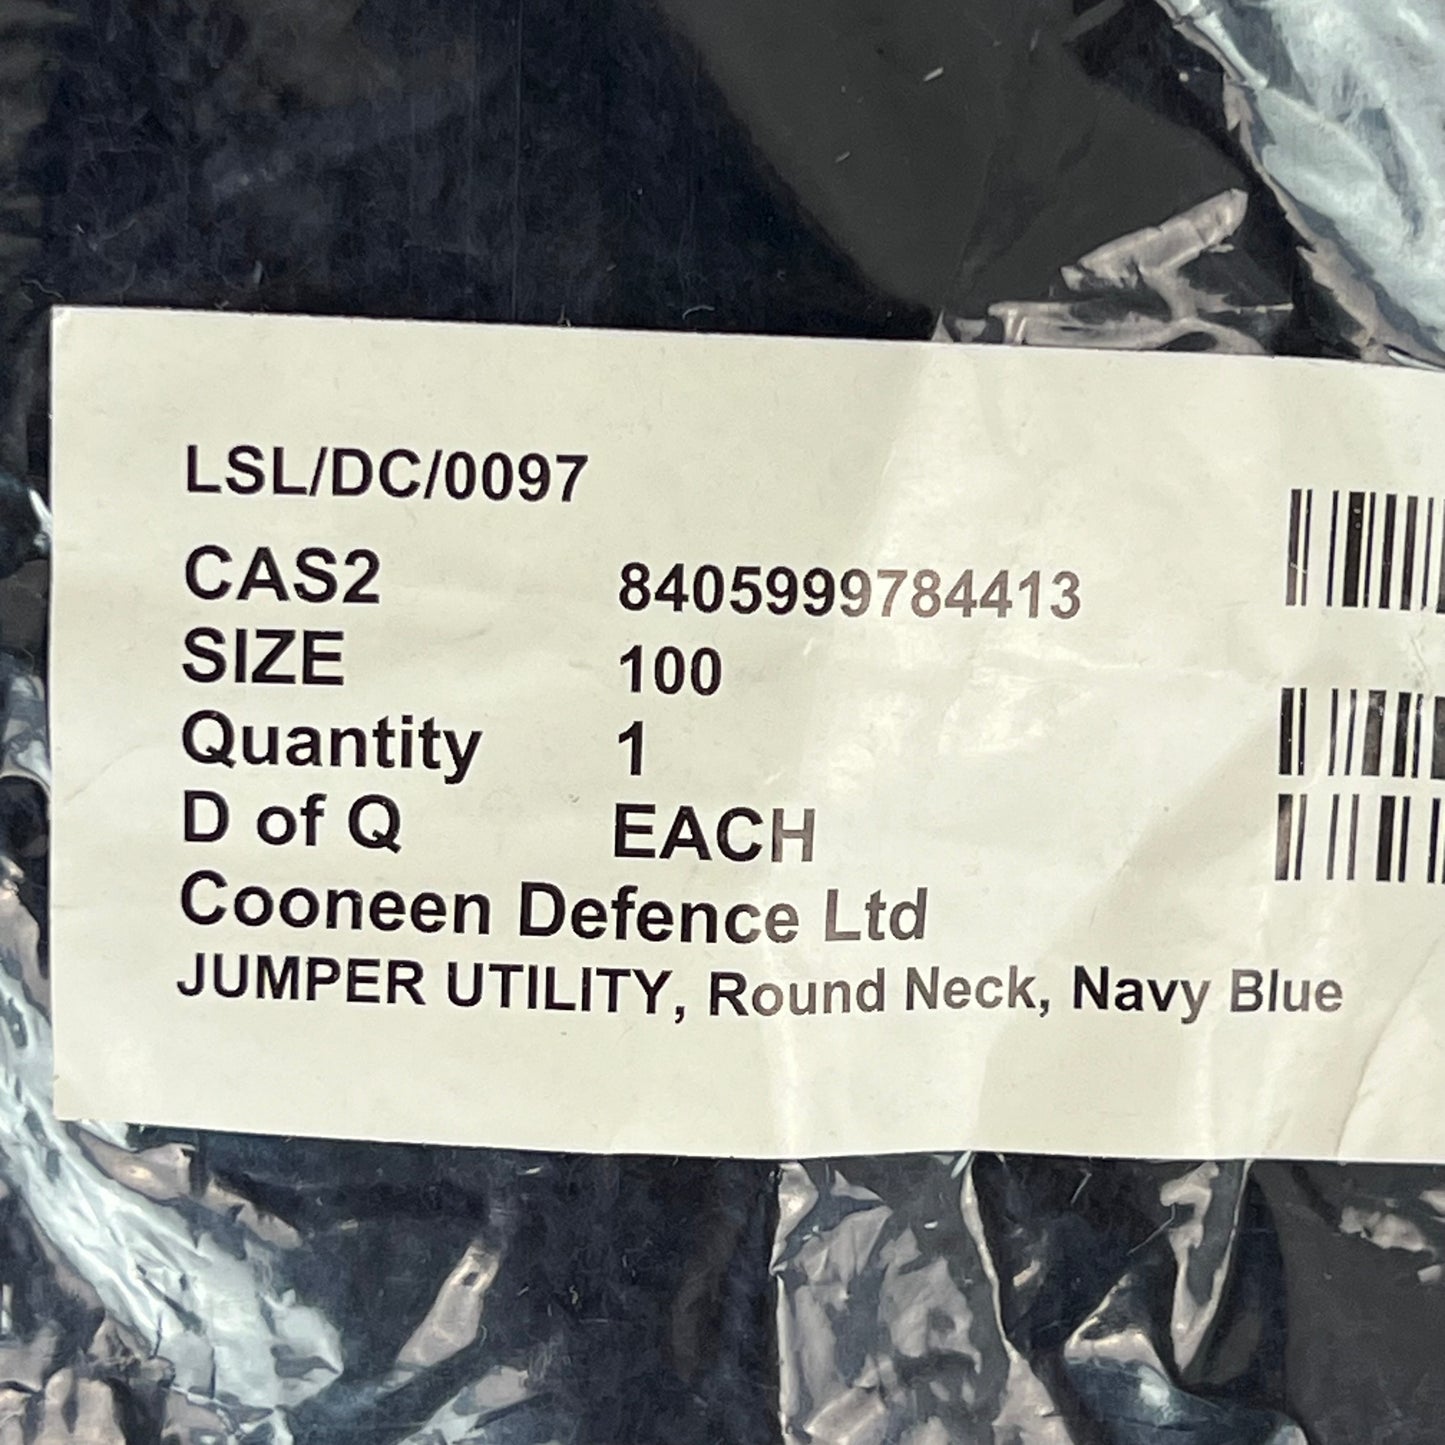 LSL/DC/0097
CAS2 8405999784413
SIZE 100
Quantity 1
D of Q EACH
Cooneen Defence Ltd
JUMPER UTILITY, Round Neck, Navy Blue